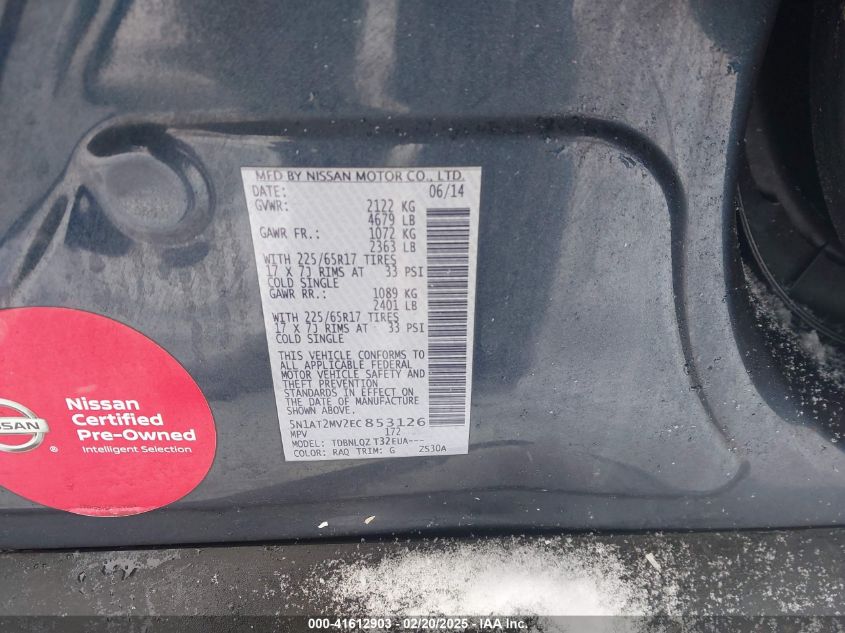 MFD BY NISSAN MOTOR CO., LTD.
DATE: 06/14
GVWR: 2122 KG
4679 LB
GAWR FR.: 1072 KG
2363 LB
WITH 225/65R17 TIRES
17 X 7J RIMS AT 33 PSI
COLD SINGLE
GAWR RR.: 1089 KG
2401 LB
WITH 225/65R17 TIRES
17 X 7J RIMS AT 33 PSI
COLD SINGLE
THIS VEHICLE CONFORMS TO
ALL APPLICABLE FEDERAL
MOTOR VEHICLE SAFETY AND
THEFT PREVENTION
STANDARDS IN EFFECT ON
THE DATE OF MANUFACTURE
SHOWN ABOVE.
5N1AT2MV2EC853126
MPV 172
MODEL: TDBNLQZ T32EUA---
COLOR: RAQ TRIM: G ZS30A
NISSAN
®
Nissan
Certified
Pre-Owned
Intelligent Selection
000-41612903 — 02/20/2025 — IAA Inc.